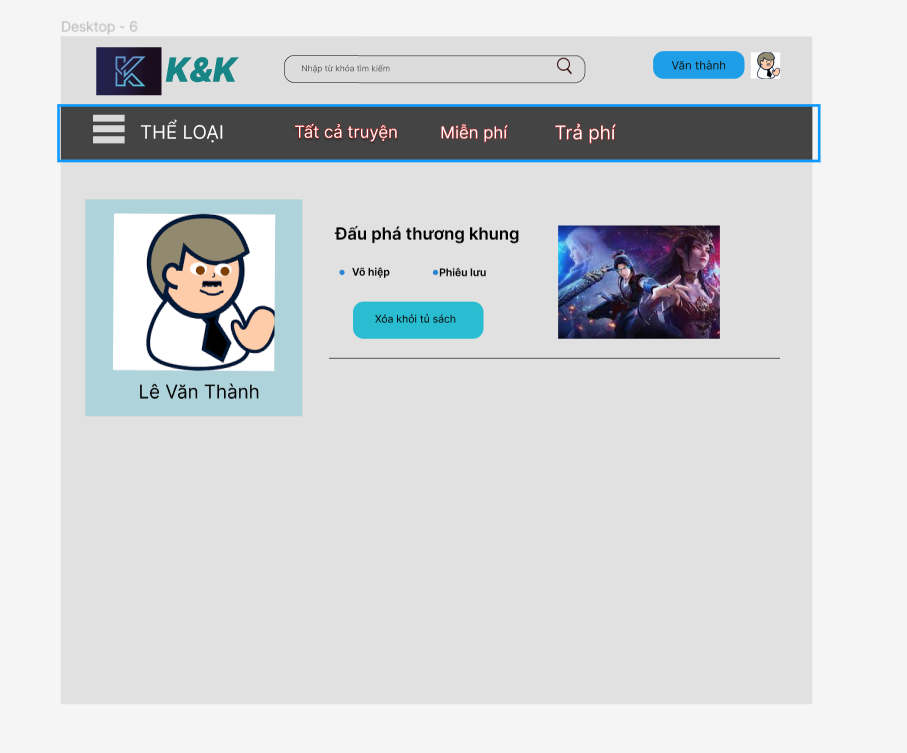 Desktop - 6
K&K
Nhập từ khóa tìm kiếm
Văn thành
THỂ LOẠI
Tất cả truyện
Miễn phí
Trả phí
Đấu phá thương khung
Võ hiệp
Phiêu lưu
Xóa khỏi tủ sách
Lê Văn Thành